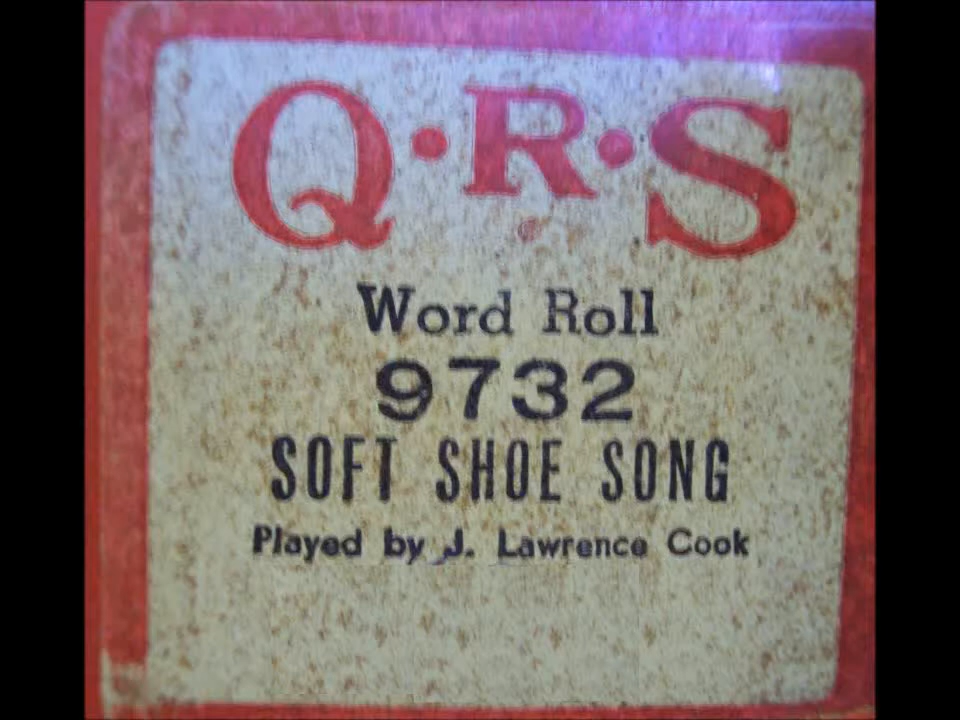 Q·R·S
Word Roll
9732
SOFT SHOE SONG
Played by J. Lawrence Cook